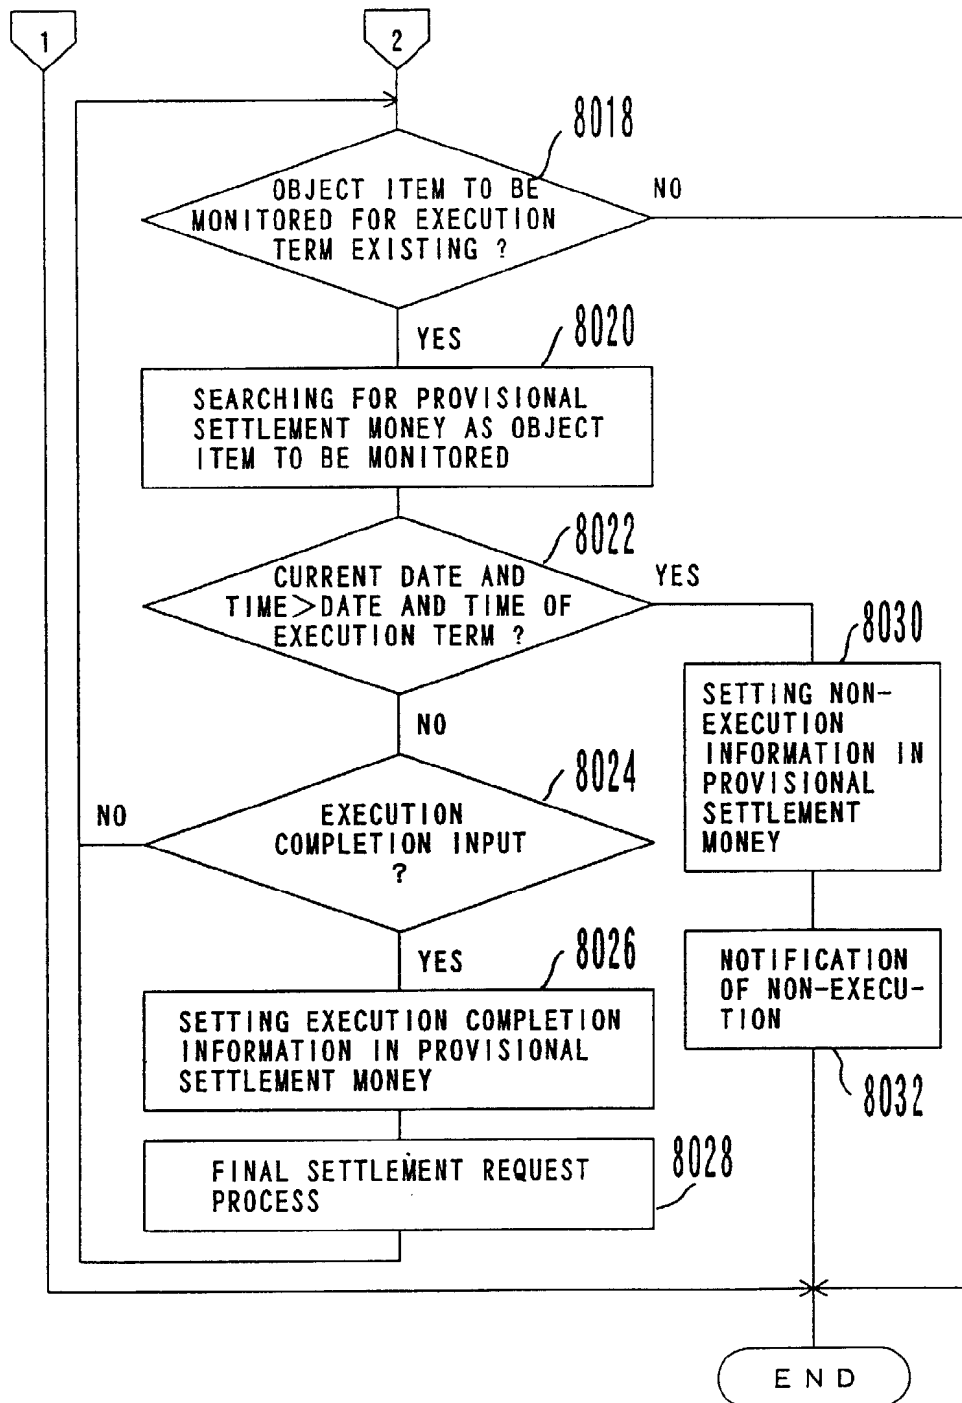 1
2
8018
OBJECT ITEM TO BE
MONITORED FOR EXECUTION
TERM EXISTING ?
NO
YES
8020
SEARCHING FOR PROVISIONAL
SETTLEMENT MONEY AS OBJECT
ITEM TO BE MONITORED
8022
CURRENT DATE AND
TIME>DATE AND TIME OF
EXECUTION TERM ?
YES
NO
8030
SETTING NON-
EXECUTION
INFORMATION IN
PROVISIONAL
SETTLEMENT
MONEY
8024
EXECUTION
COMPLETION INPUT
?
NO
YES
8026
SETTING EXECUTION COMPLETION
INFORMATION IN PROVISIONAL
SETTLEMENT MONEY
NOTIFICATION
OF NON-EXECU-
TION
8032
8028
FINAL SETTLEMENT REQUEST
PROCESS
END